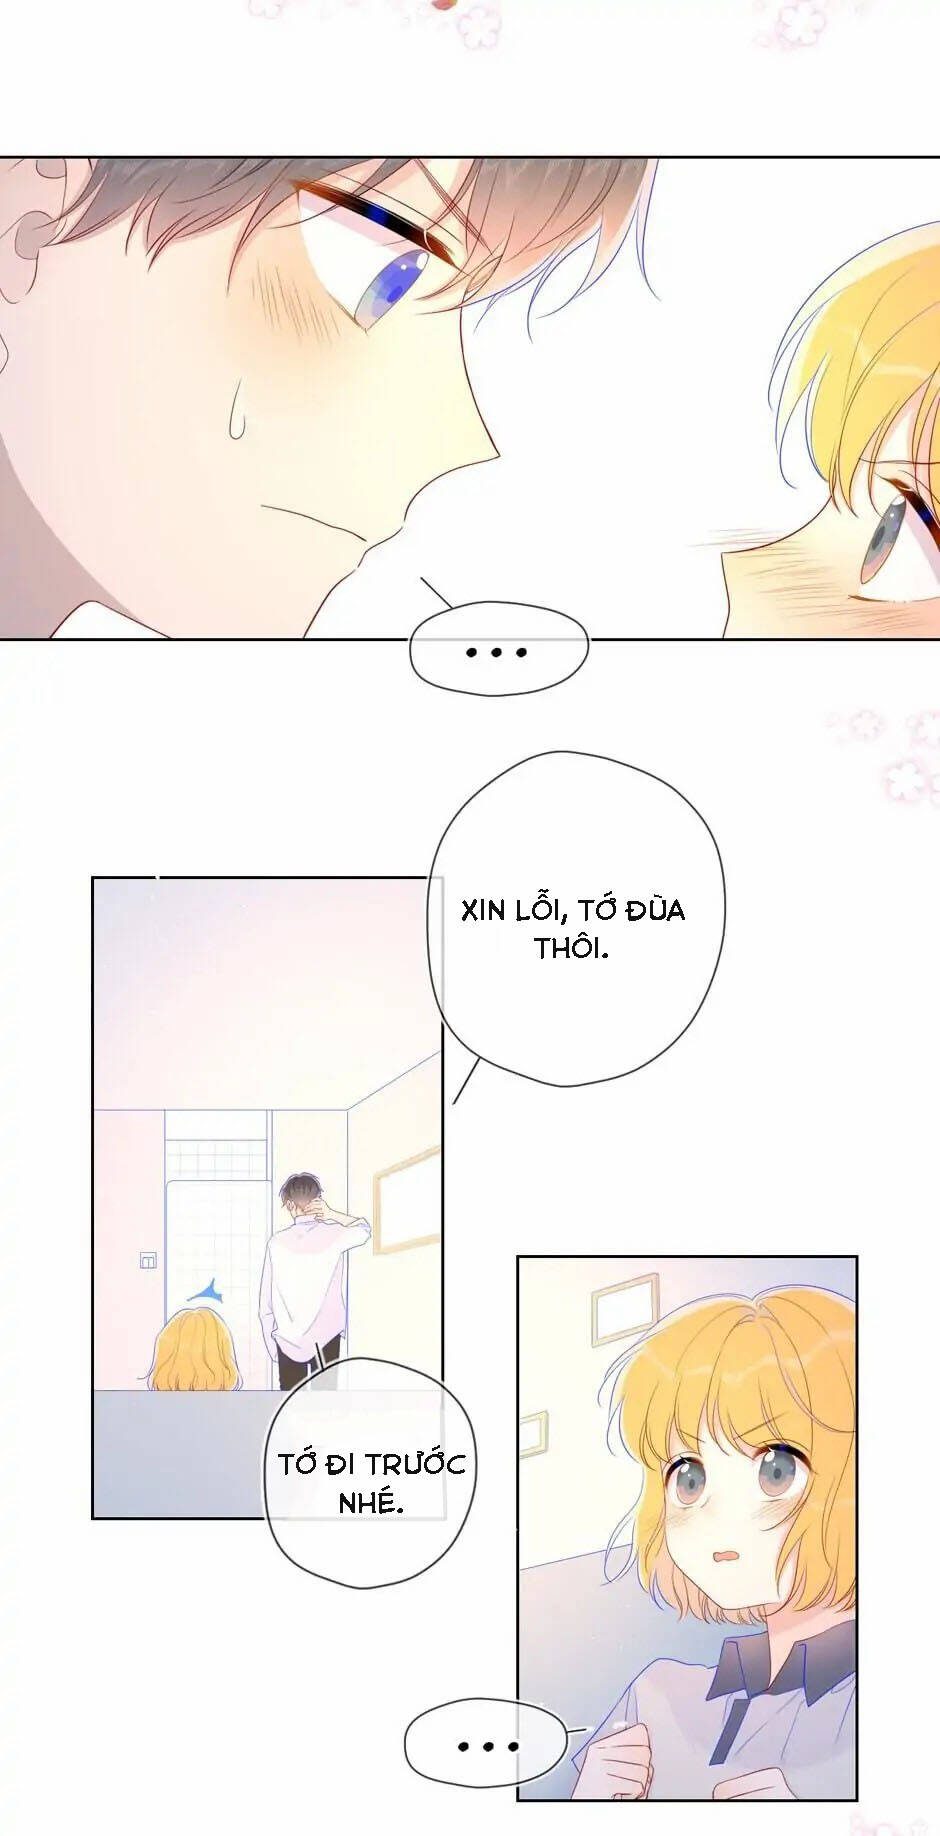 ...
XIN LỖI, TỚ ĐÙA
THÔI.
TỚ ĐI TRƯỚC
NHÉ.
...